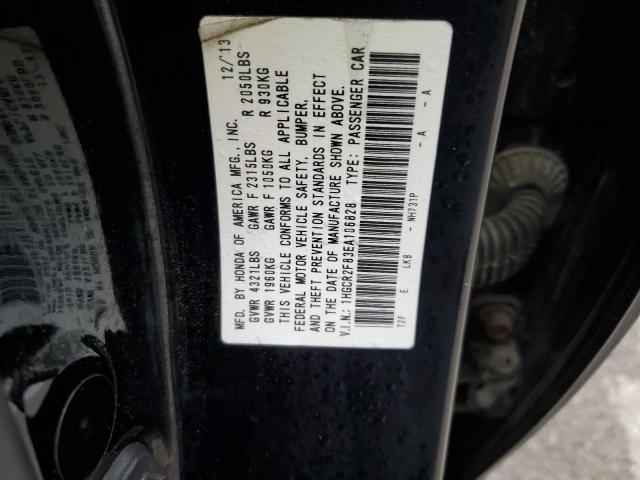 MFD. BY HONDA OF AMERICA MFG., INC. 12/'13
GVWR 4321LBS GAWR F 2315LBS R 2050LBS
GVWR 1960KG GAWR F 1050KG R 930KG
THIS VEHICLE CONFORMS TO ALL APPLICABLE
FEDERAL MOTOR VEHICLE SAFETY, BUMPER,
AND THEFT PREVENTION STANDARDS IN EFFECT
ON THE DATE OF MANUFACTURE SHOWN ABOVE.
V.I.N.: 1HGCR2F83EA106828 TYPE: PASSENGER CAR
T2F E LK8 - NH731P - A - A